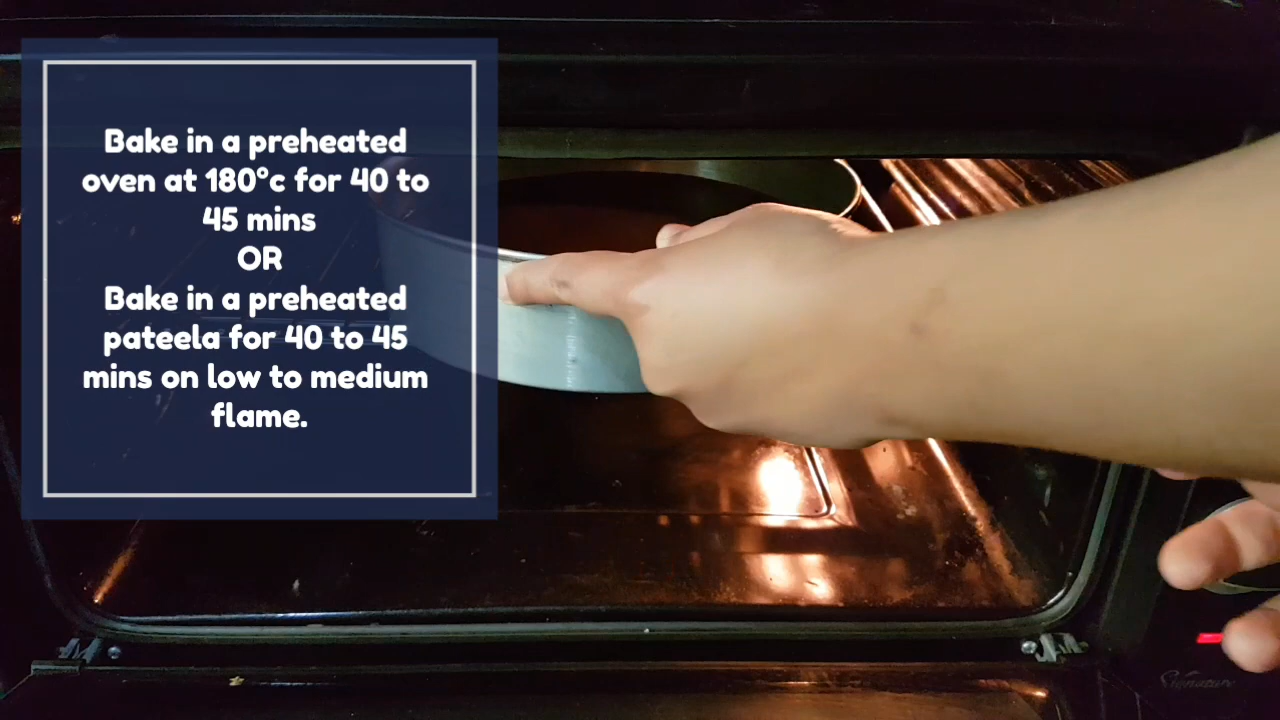 Bake in a preheated
oven at 180°c for 40 to
45 mins
OR
Bake in a preheated
pateela for 40 to 45
mins on low to medium
flame.
Signature